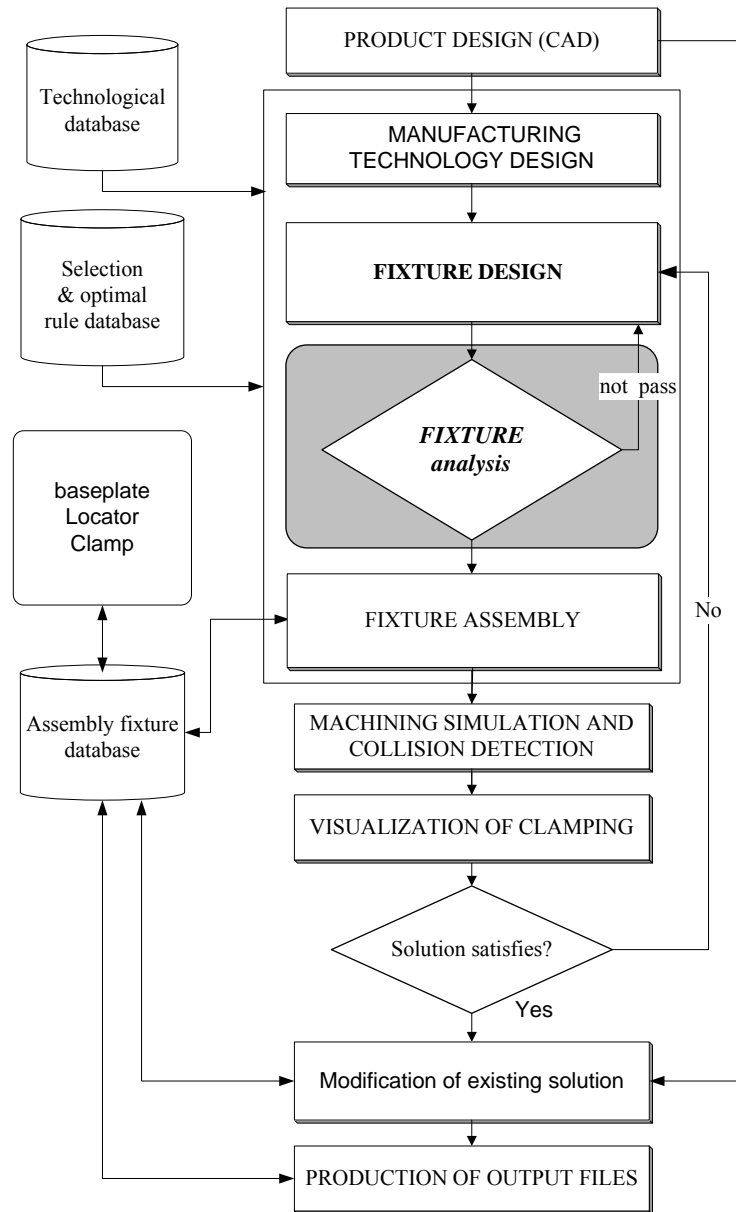 PRODUCT DESIGN (CAD)
Technological
database
MANUFACTURING
TECHNOLOGY DESIGN
Selection
& optimal
rule database
FIXTURE DESIGN
not pass
FIXTURE
analysis
baseplate
Locator
Clamp
FIXTURE ASSEMBLY
No
Assembly fixture
database
MACHINING SIMULATION AND
COLLISION DETECTION
VISUALIZATION OF CLAMPING
Solution satisfies?
Yes
Modification of existing solution
PRODUCTION OF OUTPUT FILES